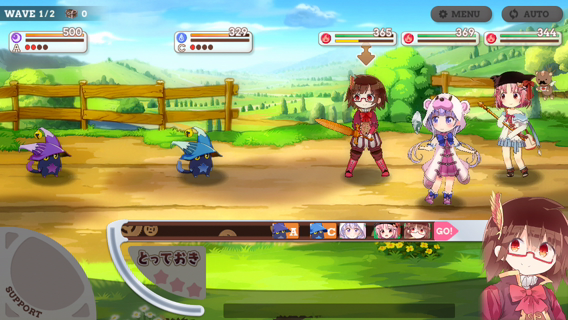 WAVE 1/2 0
MENU
AUTO
500
A
329
C
365
369
344
A C GO!
とっておき
SUPPORT